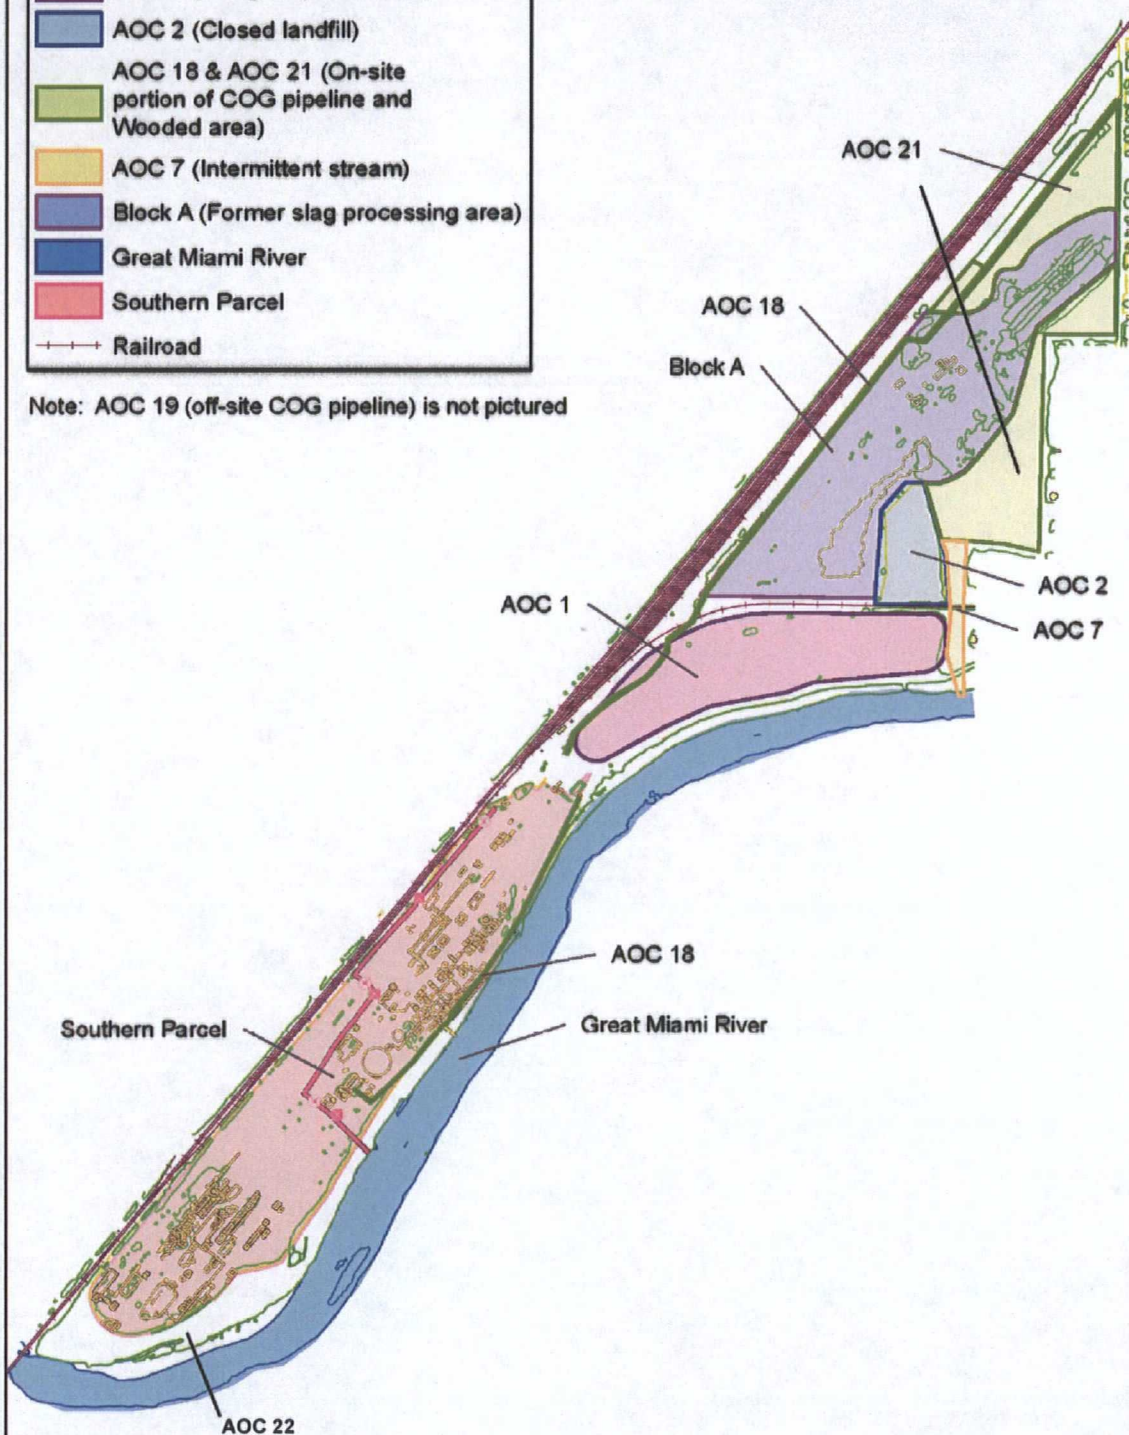 AOC 2 (Closed landfill)
AOC 18 & AOC 21 (On-site
portion of COG pipeline and
Wooded area)
AOC 7 (Intermittent stream)
Block A (Former slag processing area)
Great Miami River
Southern Parcel
Railroad
Note: AOC 19 (off-site COG pipeline) is not pictured
AOC 21
AOC 18
Block A
AOC 2
AOC 1
AOC 7
AOC 18
Southern Parcel
Great Miami River
AOC 22